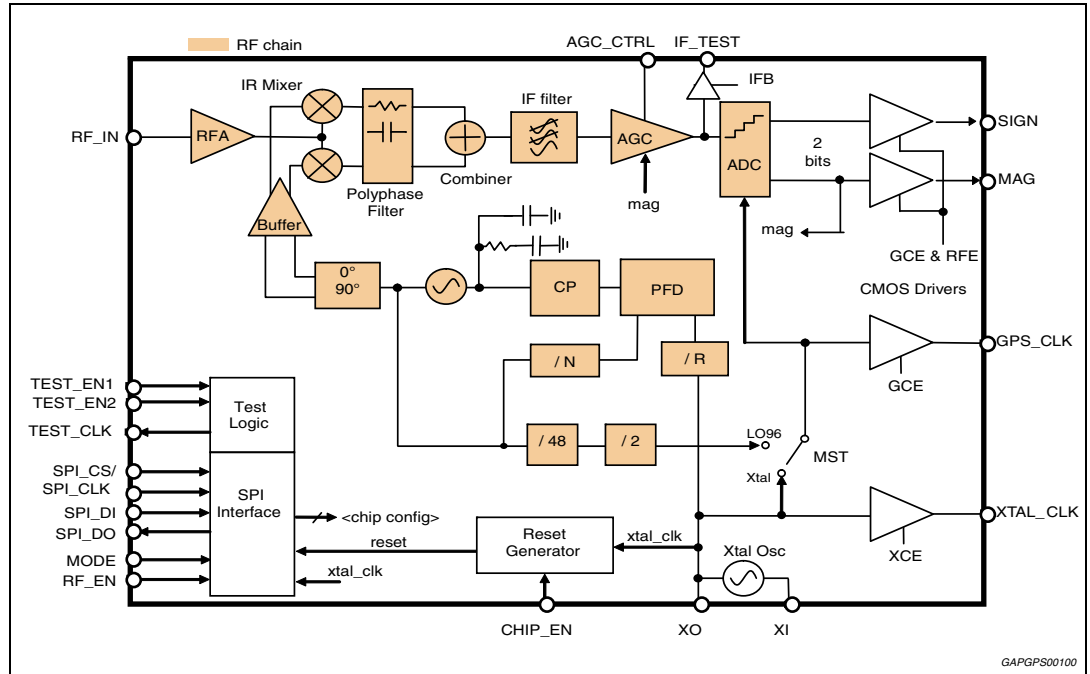 RF chain
AGC_CTRL
IF_TEST
IR Mixer
IFB
RF_IN
RFA
IF filter
AGC
ADC
2
bits
SIGN
MAG
Polyphase
Filter
Combiner
mag
mag
Buffer
GCE & RFE
0°
90°
CP
PFD
CMOS Drivers
/ N
/ R
GPS_CLK
GCE
TEST_EN1
TEST_EN2
TEST_CLK
Test
Logic
/ 48
/ 2
LO96
MST
Xtal
SPI_CS/
SPI_CLK
SPI_DI
SPI_DO
MODE
RF_EN
SPI
Interface
<chip config>
reset
xtal_clk
Reset
Generator
xtal_clk
Xtal Osc
XTAL_CLK
XCE
CHIP_EN
XO
XI
GAPGPS00100